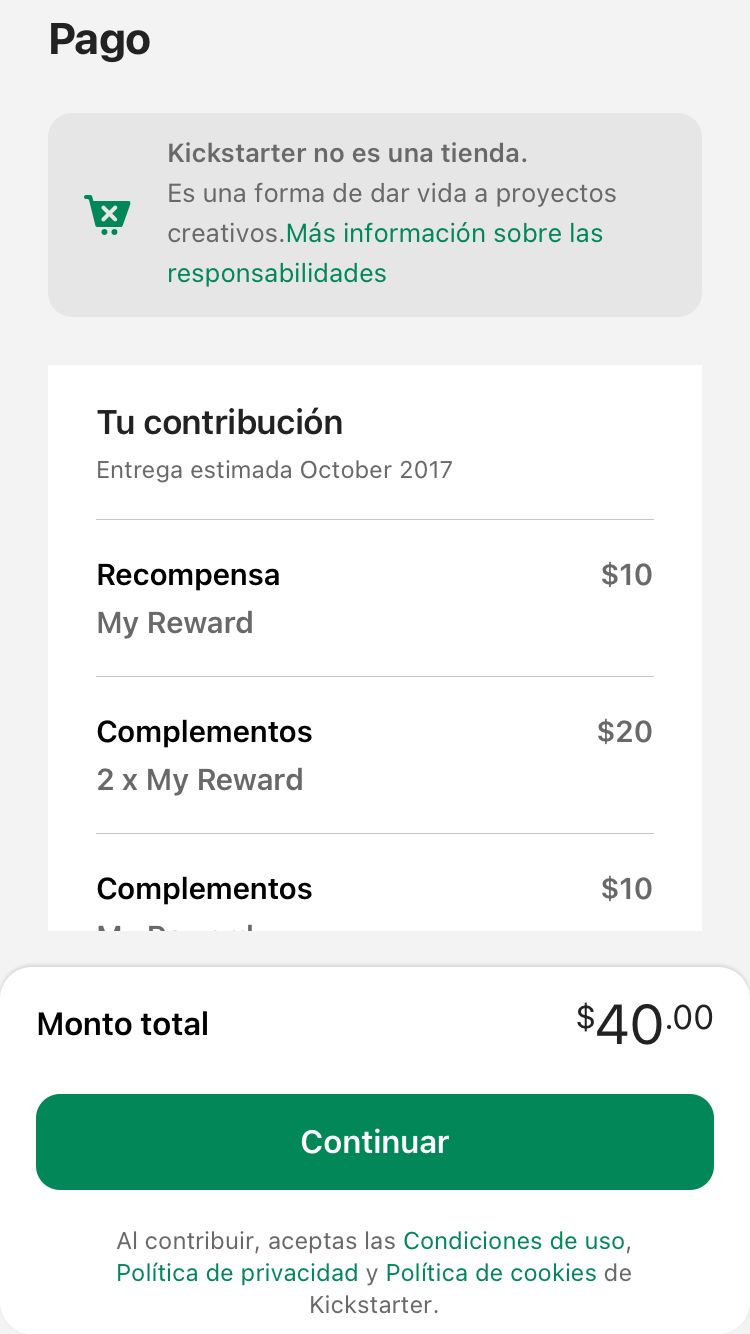 Pago
Kickstarter no es una tienda.
Es una forma de dar vida a proyectos
creativos.Más información sobre las
responsabilidades
Tu contribución
Entrega estimada October 2017
Recompensa $10
My Reward
Complementos $20
2 x My Reward
Complementos $10
My Reward
Monto total $40.00
Continuar
Al contribuir, aceptas las Condiciones de uso,
Política de privacidad y Política de cookies de
Kickstarter.